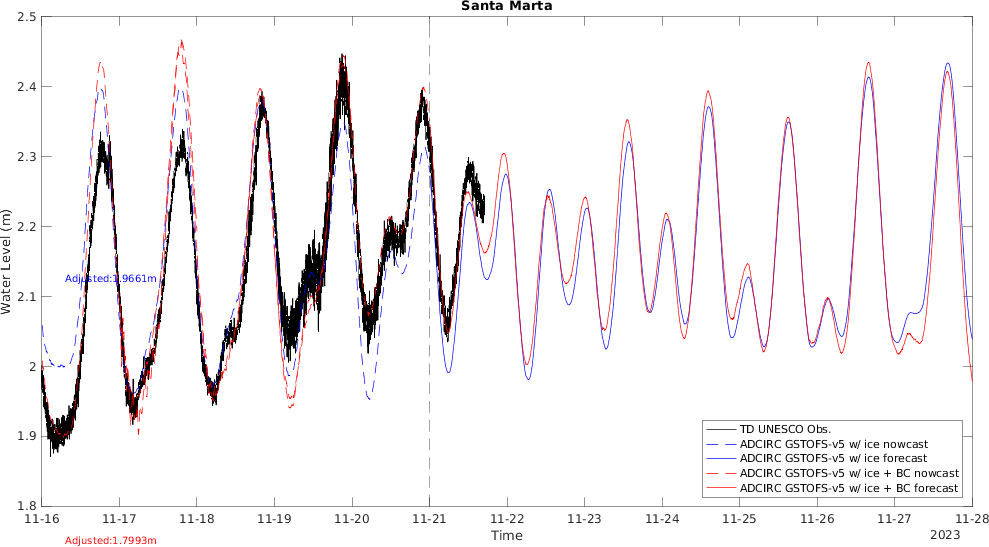 Santa Marta
2.5
2.4
2.3
2.2
2.1
2
1.9
1.8
Water Level (m)
Adjusted:1.9661m
TD UNESCO Obs.
ADCIRC GSTOFS-v5 w/ ice nowcast
ADCIRC GSTOFS-v5 w/ ice forecast
ADCIRC GSTOFS-v5 w/ ice + BC nowcast
ADCIRC GSTOFS-v5 w/ ice + BC forecast
11-16 11-17 11-18 11-19 11-20 11-21 11-22 11-23 11-24 11-25 11-26 11-27 11-28
Time
2023
Adjusted:1.7993m